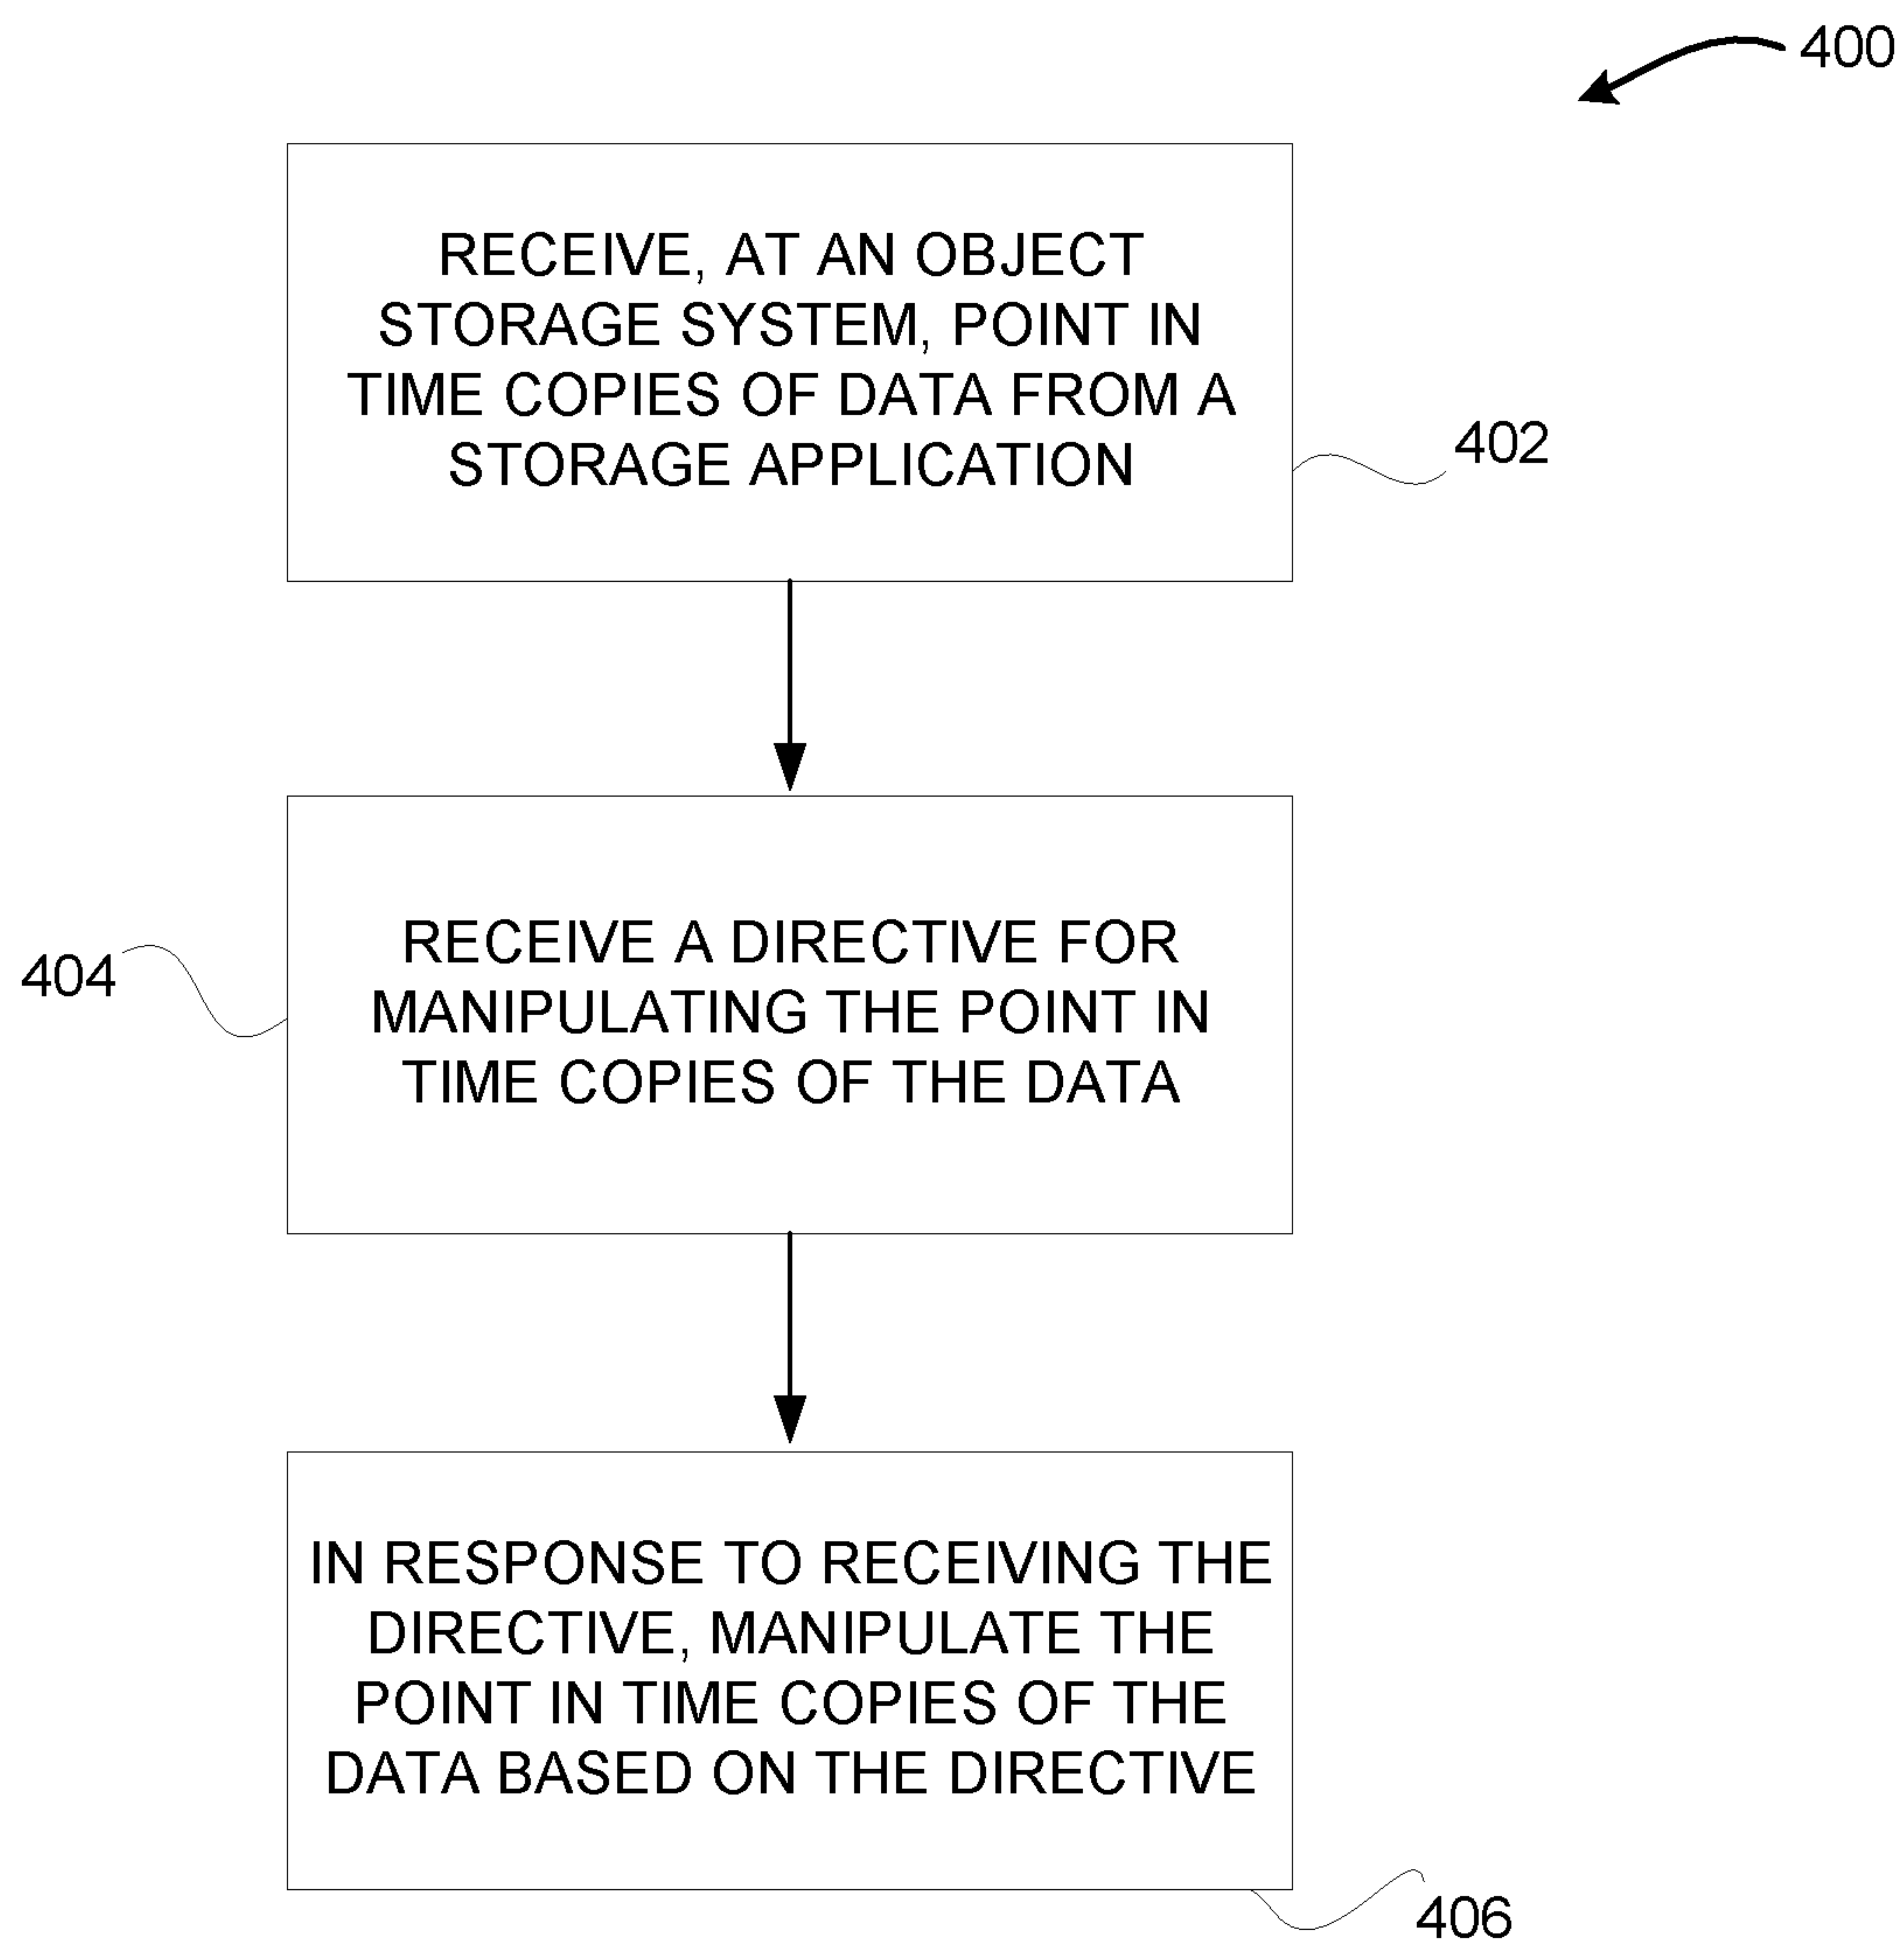 400
RECEIVE, AT AN OBJECT
STORAGE SYSTEM, POINT IN
TIME COPIES OF DATA FROM A
STORAGE APPLICATION
402
RECEIVE A DIRECTIVE FOR
MANIPULATING THE POINT IN
TIME COPIES OF THE DATA
404
IN RESPONSE TO RECEIVING THE
DIRECTIVE, MANIPULATE THE
POINT IN TIME COPIES OF THE
DATA BASED ON THE DIRECTIVE
406